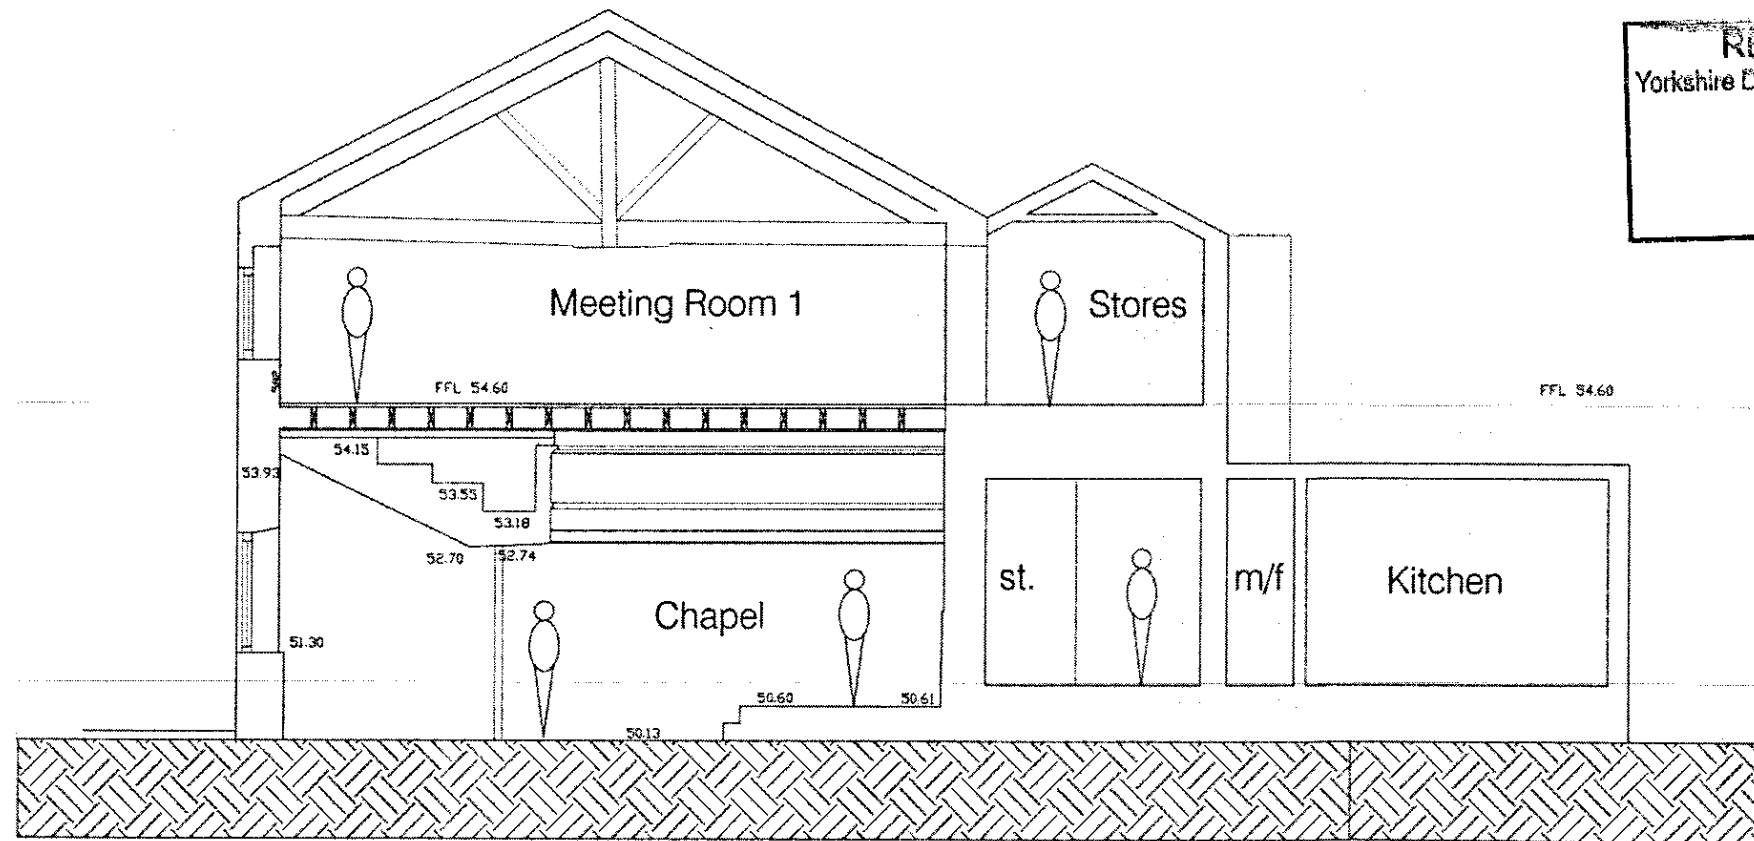 Yorkshire
Meeting Room 1
Stores
FFL 54.60
FFL 54.60
54.15
53.93
53.55
53.18
52.70
52.74
st.
m/f
Kitchen
Chapel
51.30
50.60
50.61
50.13